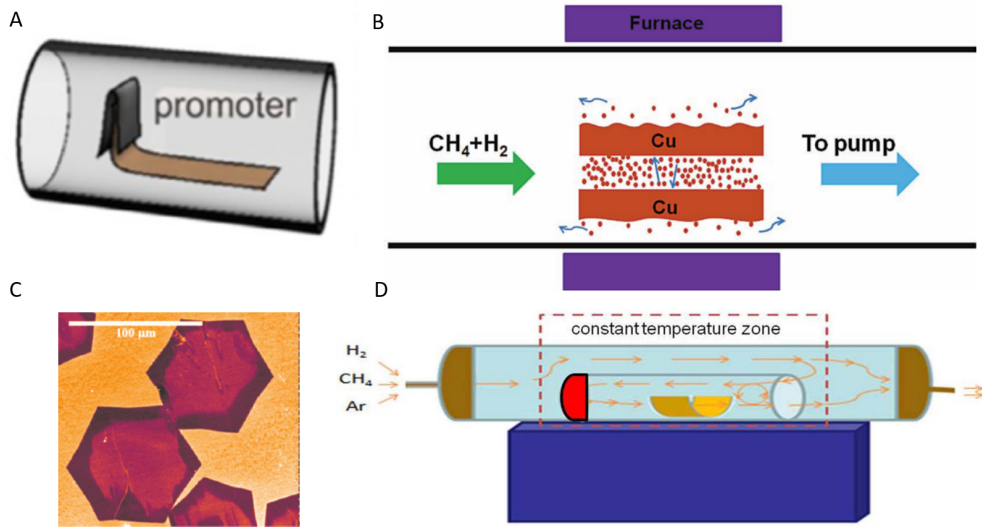 A
promoter
B
Furnace
CH₄+H₂
Cu
Cu
To pump
C
100 µm
D
constant temperature zone
H₂
CH₄
Ar